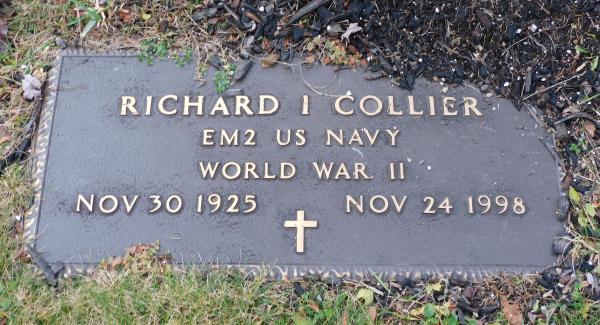 RICHARD I COLLIER
EM2 US NAVY
WORLD WAR II
NOV 30 1925 NOV 24 1998